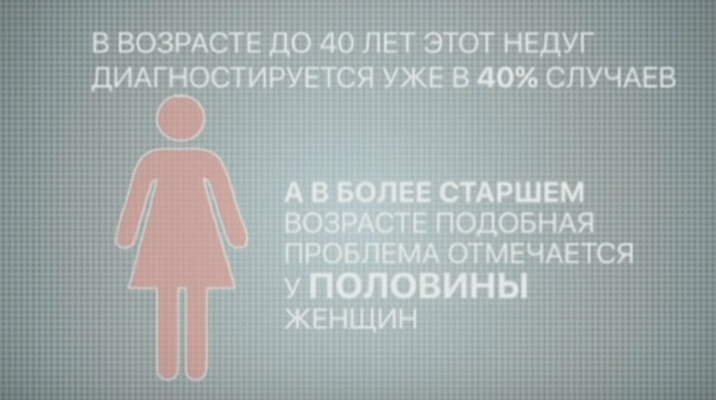 В ВОЗРАСТЕ ДО 40 ЛЕТ ЭТОТ НЕДУГ
ДИАГНОСТИРУЕТСЯ УЖЕ В 40% СЛУЧАЕВ
А В БОЛЕЕ СТАРШЕМ
ВОЗРАСТЕ ПОДОБНАЯ
ПРОБЛЕМА ОТМЕЧАЕТСЯ
У ПОЛОВИНЫ
ЖЕНЩИН